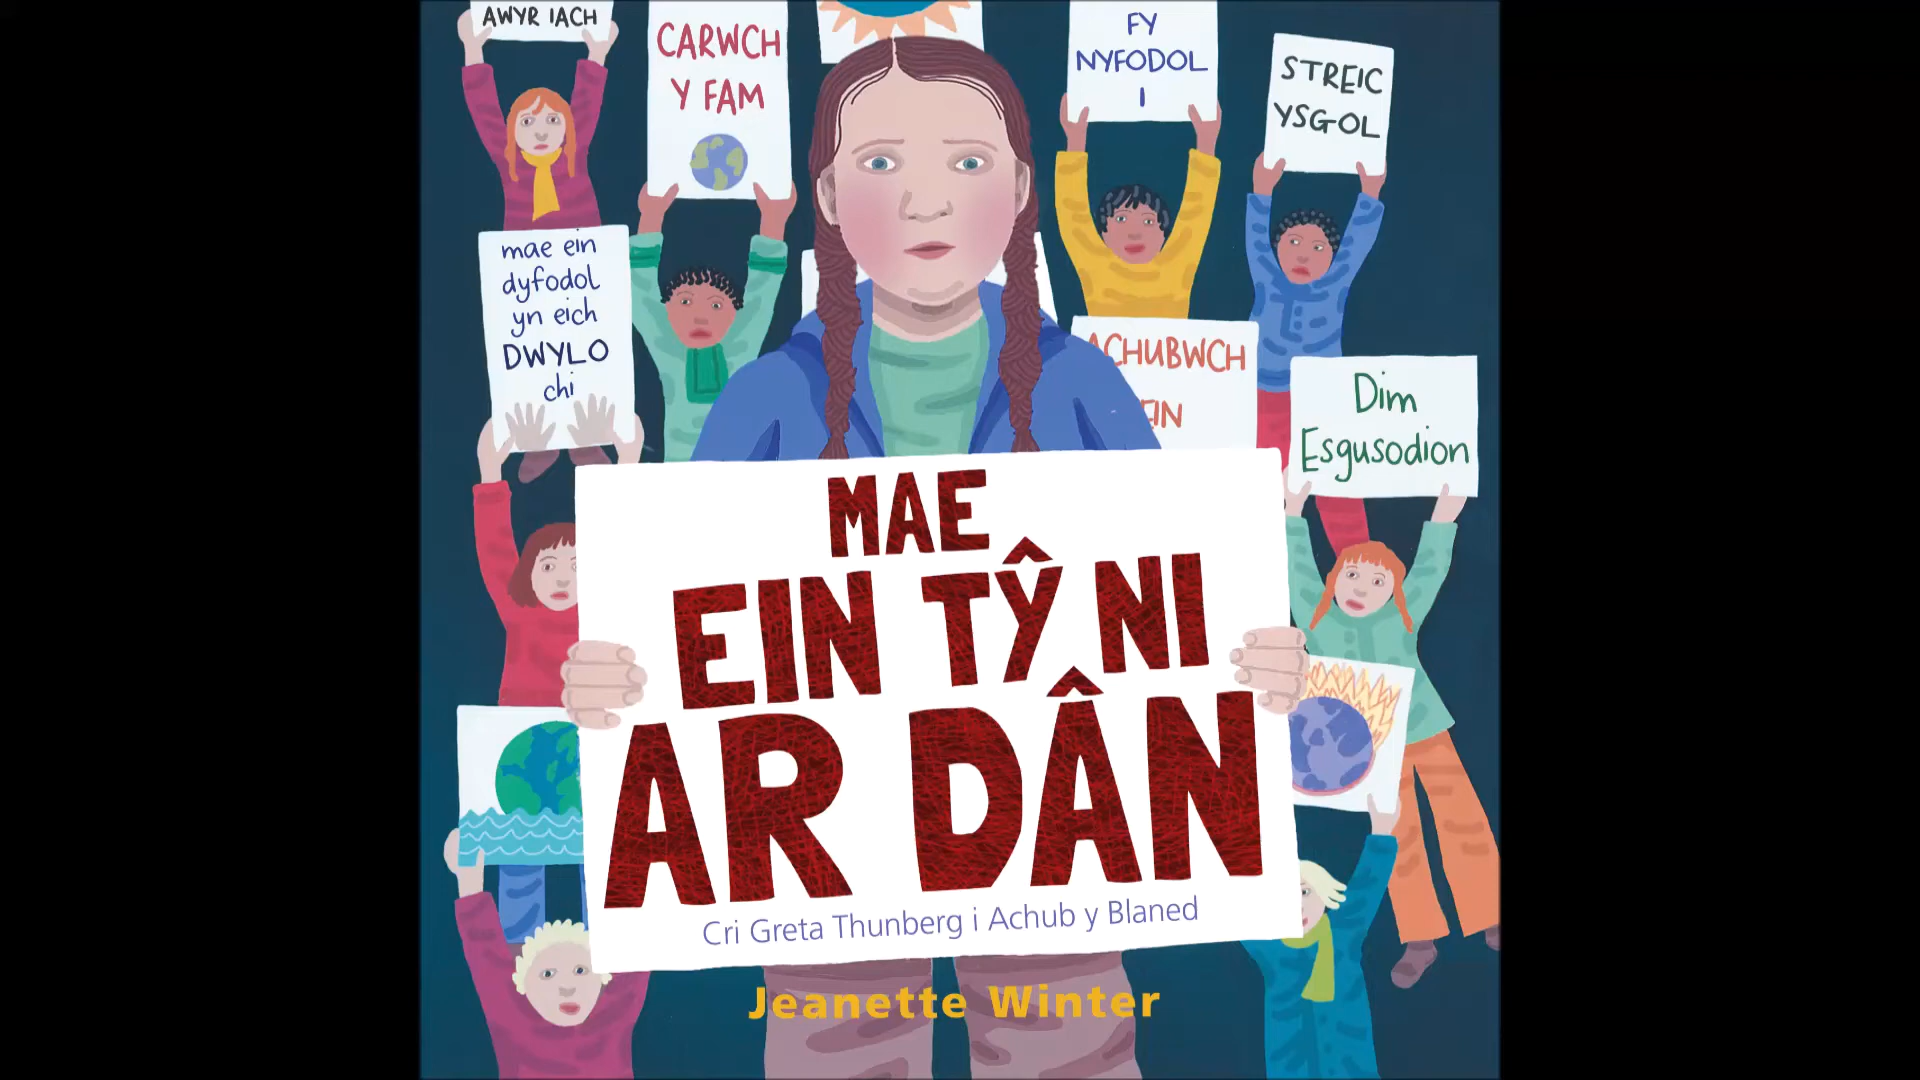 AWYR IACH
CARWCH
Y FAM
FY
NYFODOL
I
STREIC
YSGOL
mae ein
dyfodol
yn eich
DWYLO
chi
ACHUBWCH
EIN
Dim
Esgusodion
MAE
EIN TŶ NI
AR DÂN
Cri Greta Thunberg i Achub y Blaned
Jeanette Winter